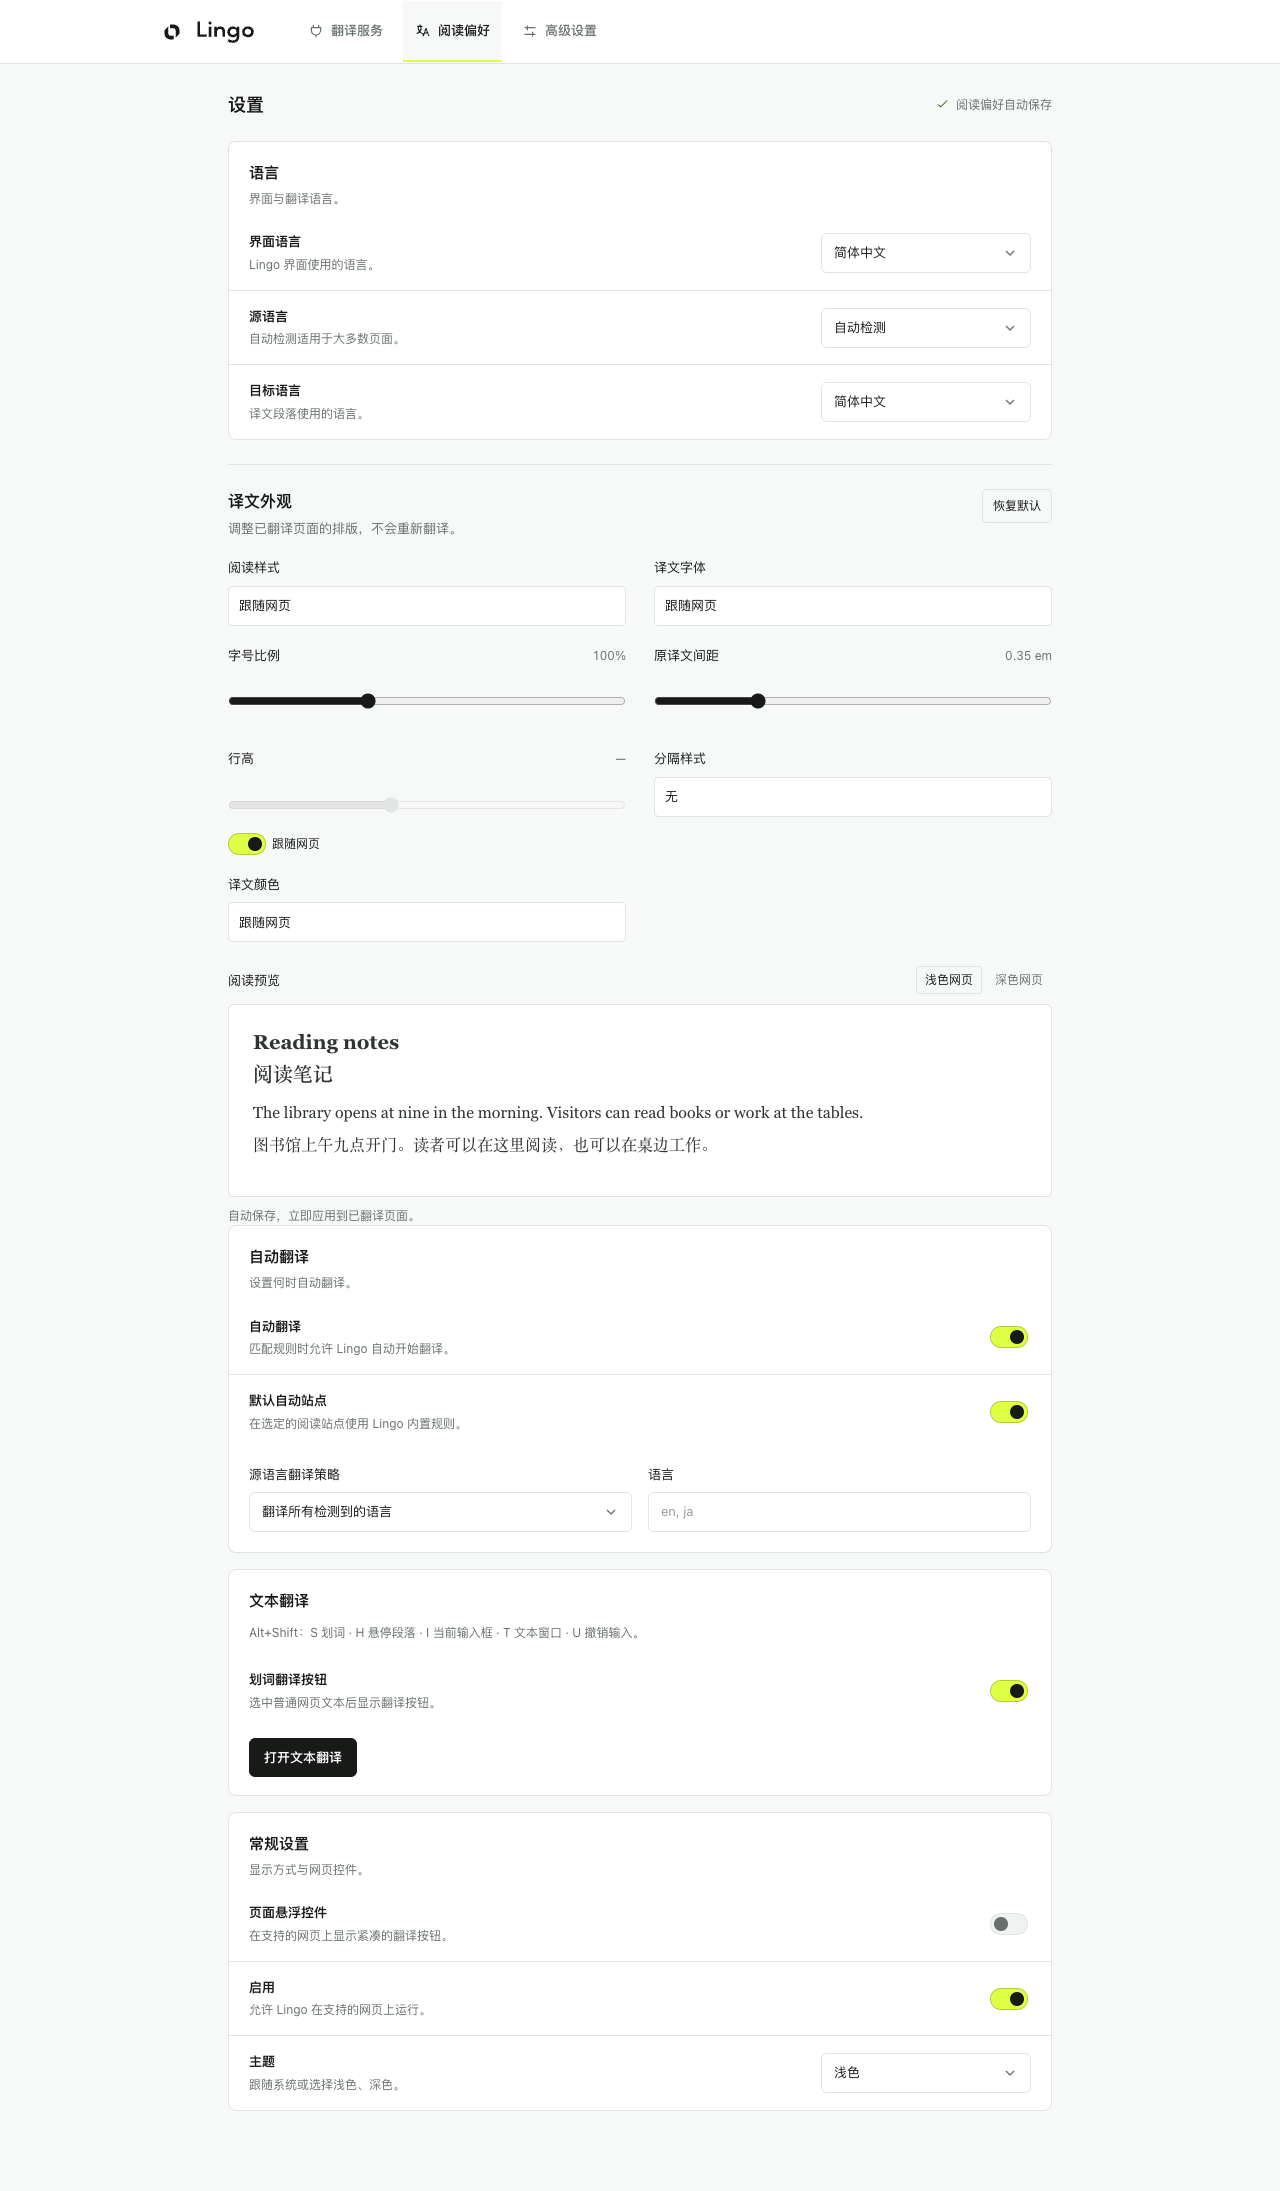 Lingo
翻译服务
阅读偏好
高级设置
设置
阅读偏好自动保存
语言
界面与翻译语言。
界面语言
Lingo 界面使用的语言。
简体中文
源语言
自动检测适用于大多数页面。
自动检测
目标语言
译文段落使用的语言。
简体中文
译文外观
调整已翻译页面的排版，不会重新翻译。
恢复默认
阅读样式
跟随网页
译文字体
跟随网页
字号比例
100%
原译文间距
0.35 em
行高
—
跟随网页
分隔样式
无
译文颜色
跟随网页
阅读预览
浅色网页
深色网页
Reading notes
阅读笔记
The library opens at nine in the morning. Visitors can read books or work at the tables.
图书馆上午九点开门。读者可以在这里阅读，也可以在桌边工作。
自动保存，立即应用到已翻译页面。
自动翻译
设置何时自动翻译。
自动翻译
匹配规则时允许 Lingo 自动开始翻译。
默认自动站点
在选定的阅读站点使用 Lingo 内置规则。
源语言翻译策略
翻译所有检测到的语言
语言
en, ja
文本翻译
Alt+Shift：S 划词 · H 悬停段落 · I 当前输入框 · T 文本窗口 · U 撤销输入。
划词翻译按钮
选中普通网页文本后显示翻译按钮。
打开文本翻译
常规设置
显示方式与网页控件。
页面悬浮控件
在支持的网页上显示紧凑的翻译按钮。
启用
允许 Lingo 在支持的网页上运行。
主题
跟随系统或选择浅色、深色。
浅色